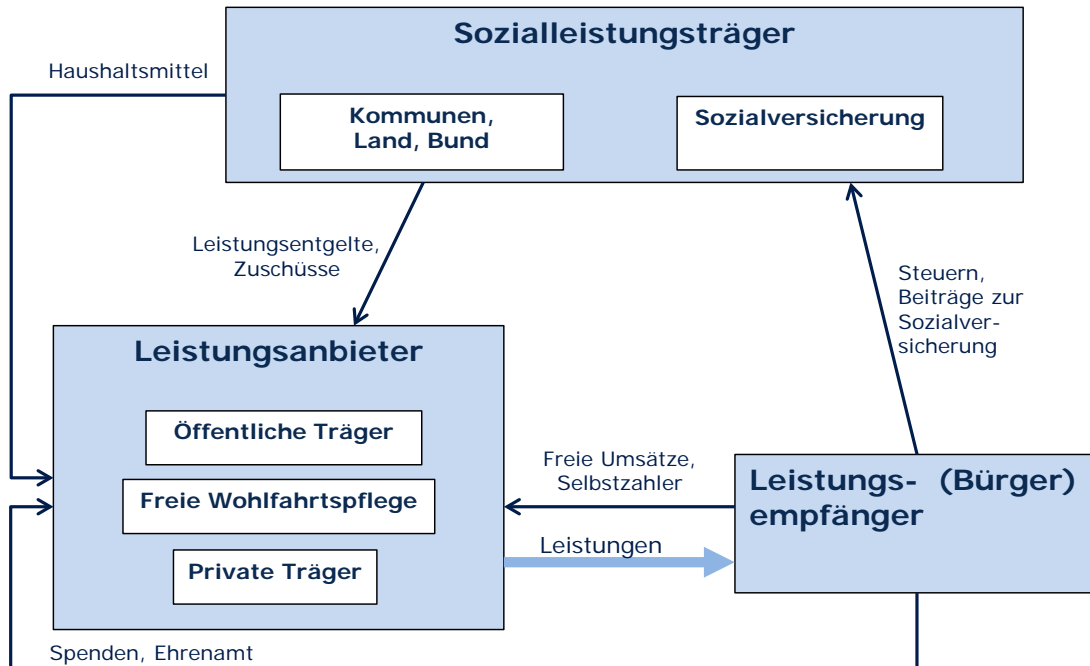 Sozialleistungsträger
Haushaltsmittel
Kommunen,
Land, Bund
Sozialversicherung
Leistungsentgelte,
Zuschüsse
Steuern,
Beiträge zur
Sozialver-
sicherung
Leistungsanbieter
Öffentliche Träger
Freie Wohlfahrtspflege
Private Träger
Freie Umsätze,
Selbstzahler
Leistungen
Leistungs- (Bürger)
empfänger
Spenden, Ehrenamt